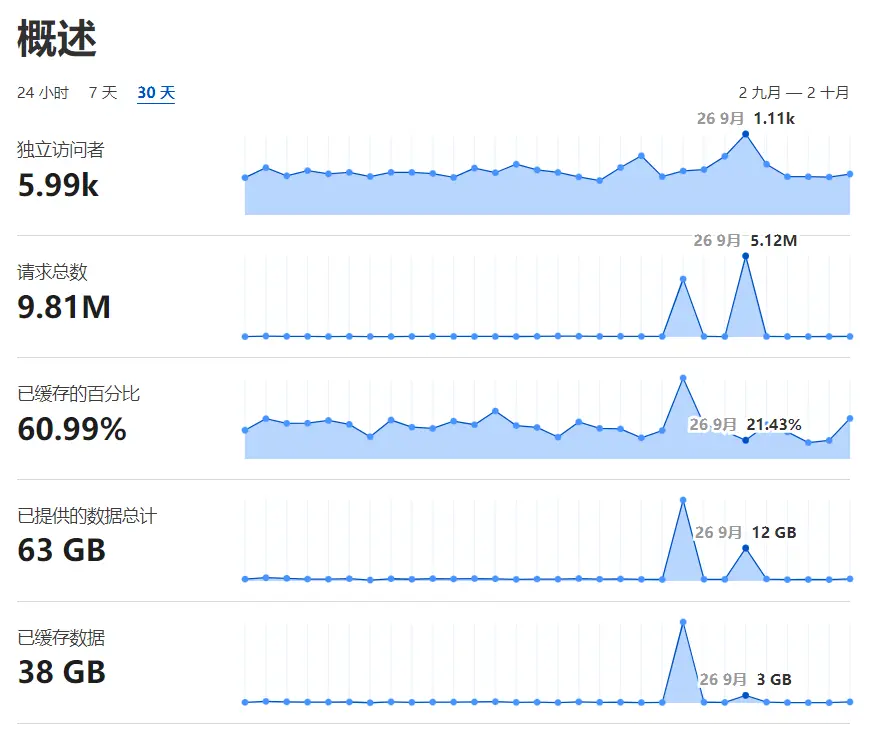 概述
24 小时 7 天 30 天 2 九月 — 2 十月
26 9月 1.11k
独立访问者
5.99k
26 9月 5.12M
请求总数
9.81M
已缓存的百分比
26 9月 21.43%
60.99%
已提供的数据总计
26 9月 12 GB
63 GB
已缓存数据
38 GB
26 9月 3 GB